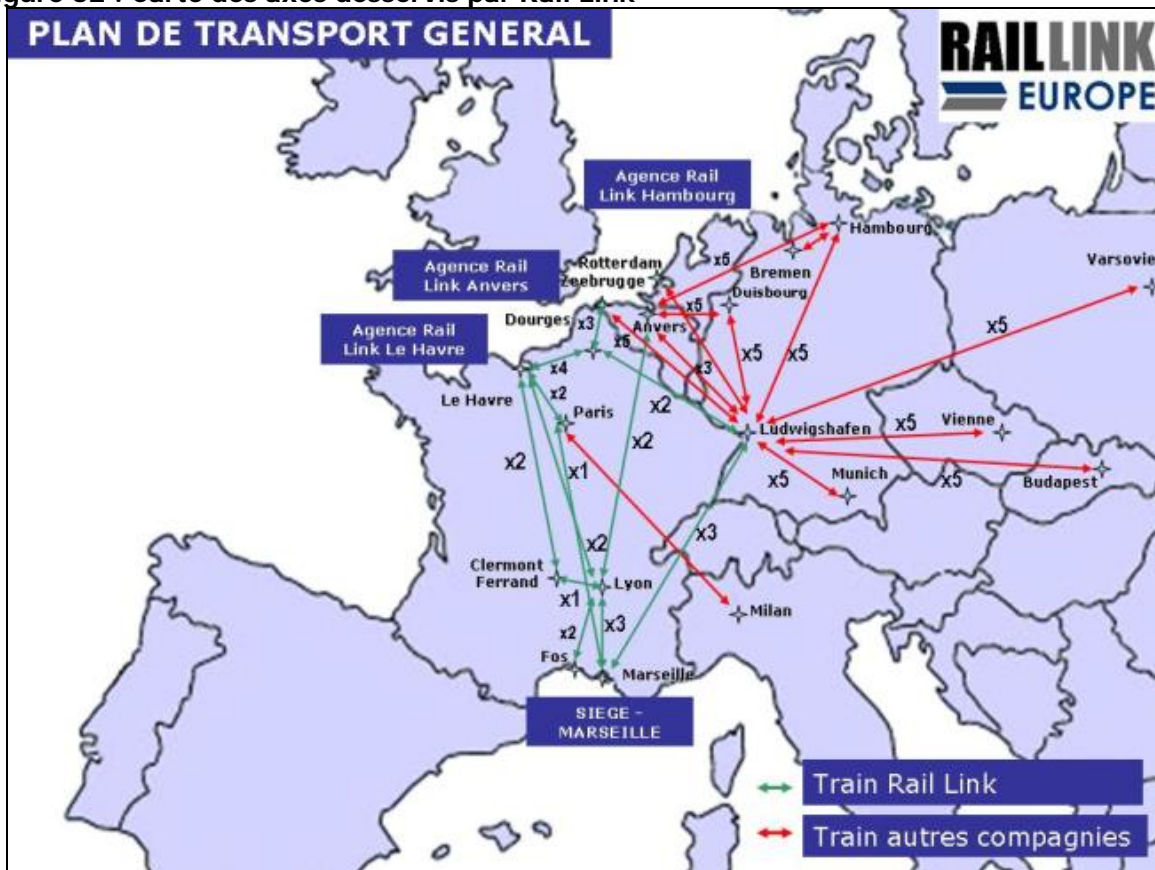 PLAN DE TRANSPORT GENERAL
RAILLINK
EUROPE
Agence Rail
Link Hambourg
Hambourg
Bremen
Varsovie
Rotterdam
Zeebrugge
x5
Duisbourg
Agence Rail
Link Anvers
Dourges
x3
x5
Anvers
x5
Agence Rail
Link Le Havre
x4
x3
x5
x5
x2
Le Havre
x2
Paris
x2
Ludwigshafen
x5
Vienne
x2
x1
x5
Munich
x5
Budapest
x2
x3
Clermont
Ferrand
Lyon
x1
x2
x3
Milan
Fos
Marseille
SIEGE -
MARSEILLE
Train Rail Link
Train autres compagnies